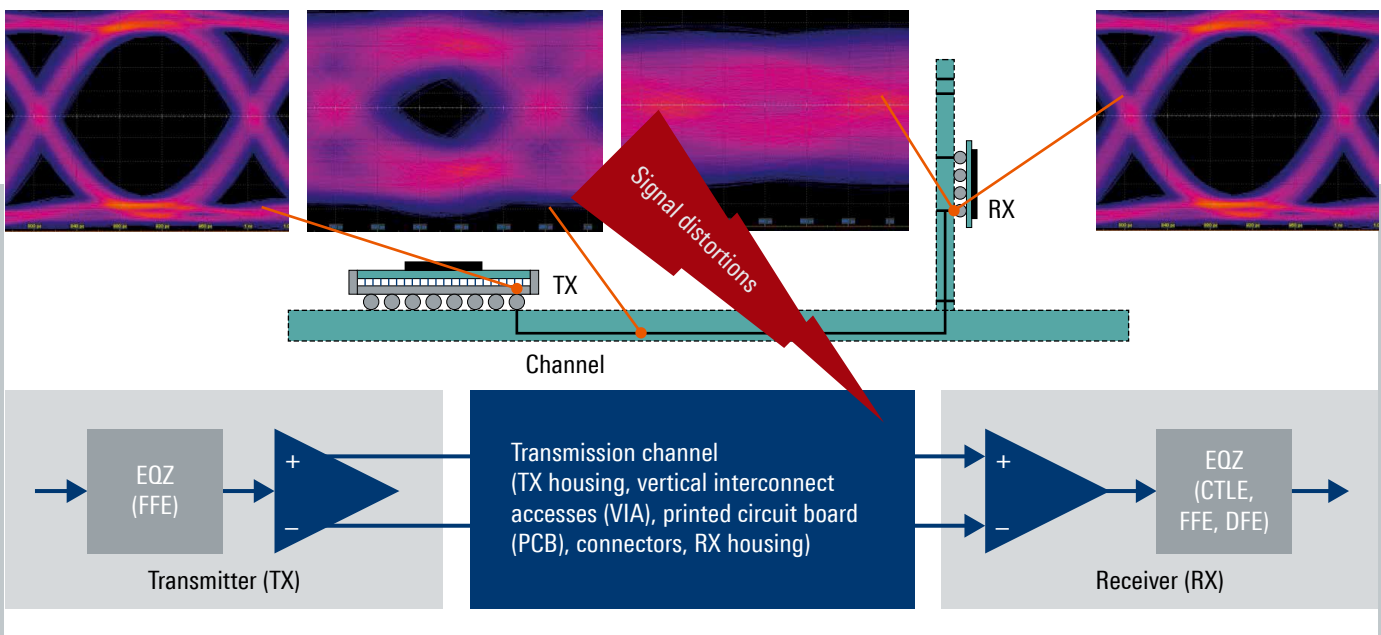 Signal distortions
RX
TX
Channel
EQZ
(FFE)
+
−
Transmitter (TX)
Transmission channel
(TX housing, vertical interconnect
accesses (VIA), printed circuit board
(PCB), connectors, RX housing)
+
−
EQZ
(CTLE,
FFE, DFE)
Receiver (RX)